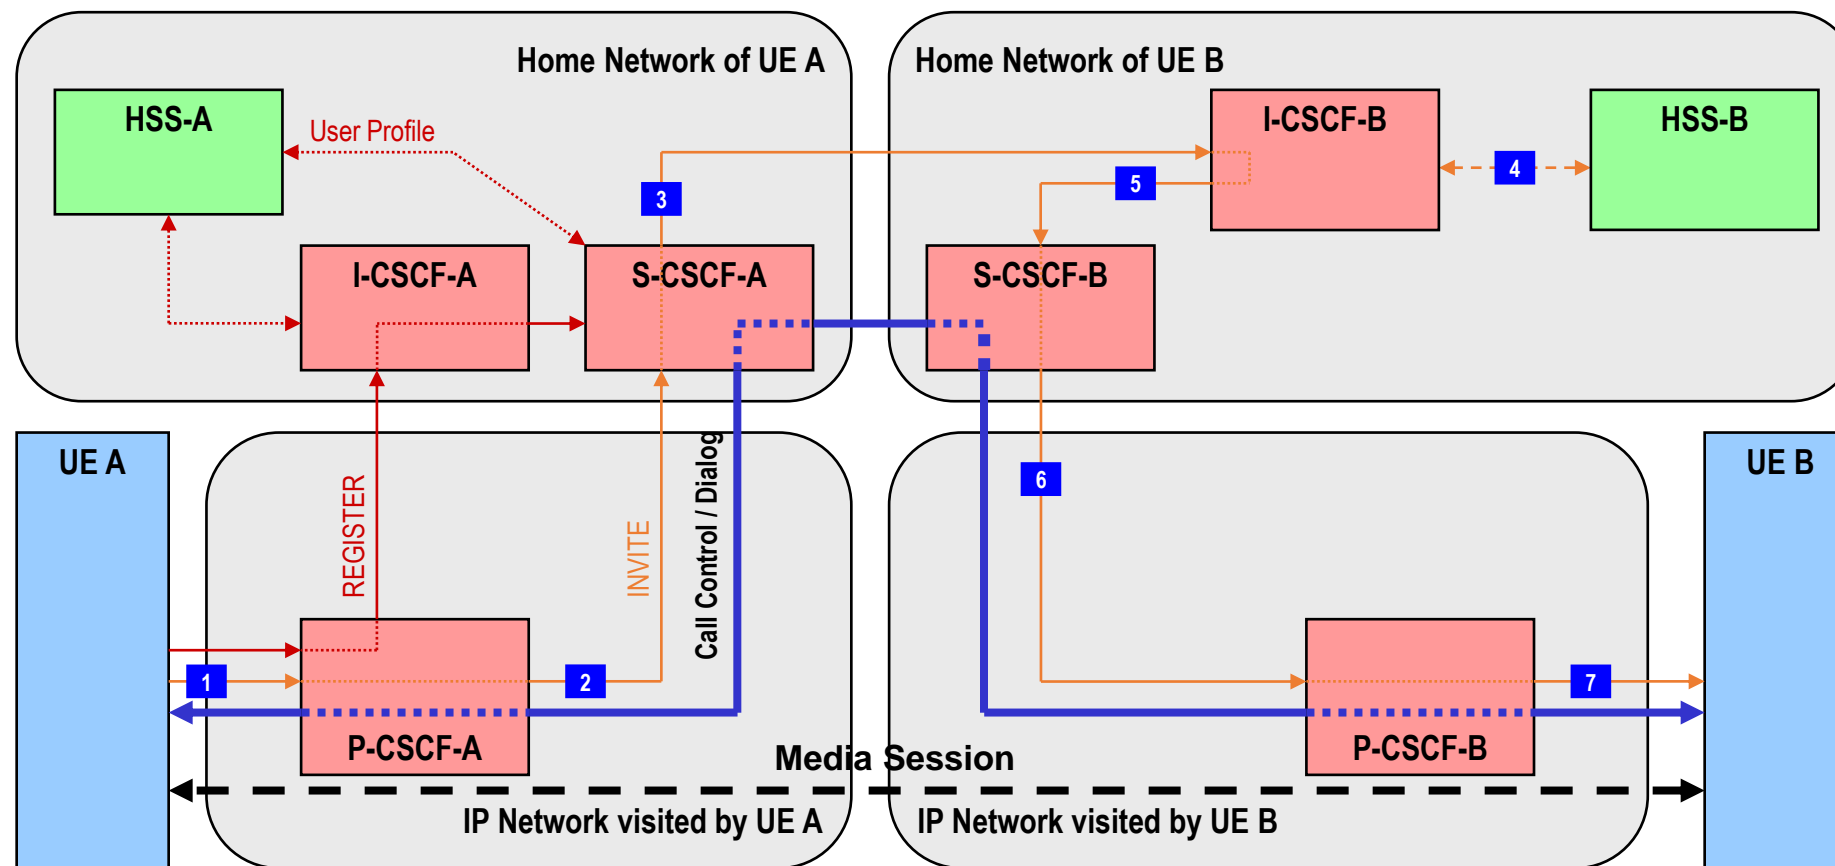 Home Network of UE A
Home Network of UE B
HSS-A
User Profile
I-CSCF-B
HSS-B
4
5
3
I-CSCF-A
S-CSCF-A
S-CSCF-B
UE A
REGISTER
INVITE
Call Control / Dialog
6
UE B
1
2
7
P-CSCF-A
P-CSCF-B
Media Session
IP Network visited by UE A
IP Network visited by UE B